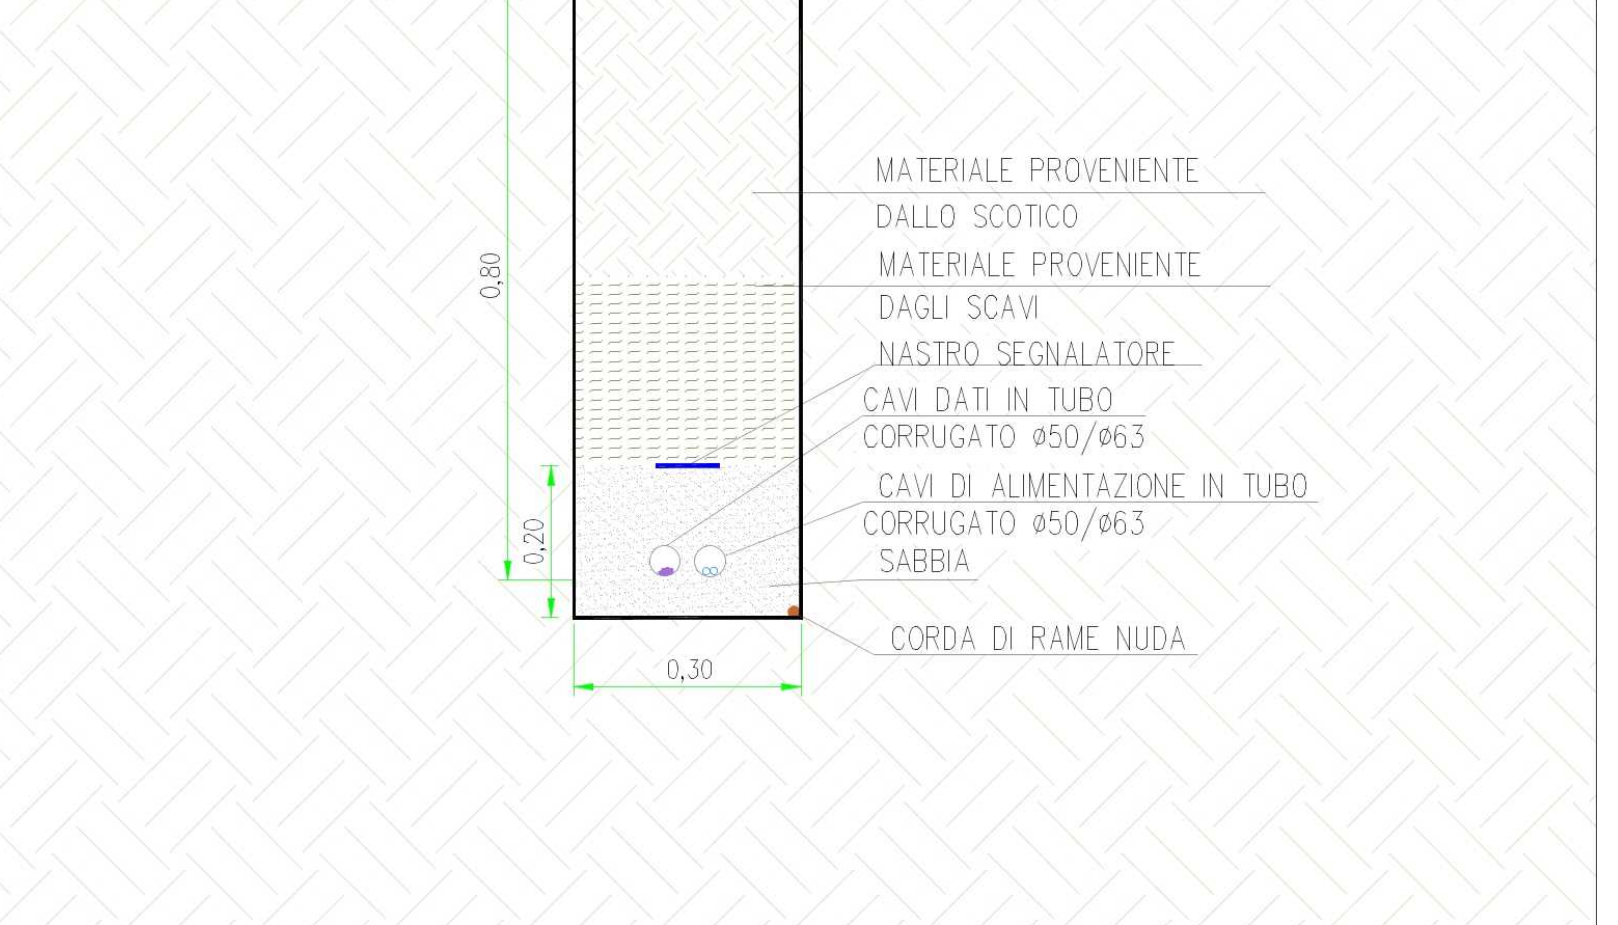 MATERIALE PROVENIENTE
DALLO SCOTICO
MATERIALE PROVENIENTE
DAGLI SCAVI
NASTRO SEGNALATORE
CAVI DATI IN TUBO
CORRUGATO ø50/ø63
CAVI DI ALIMENTAZIONE IN TUBO
CORRUGATO ø50/ø63
SABBIA
CORDA DI RAME NUDA
0,80
0,20
0,30